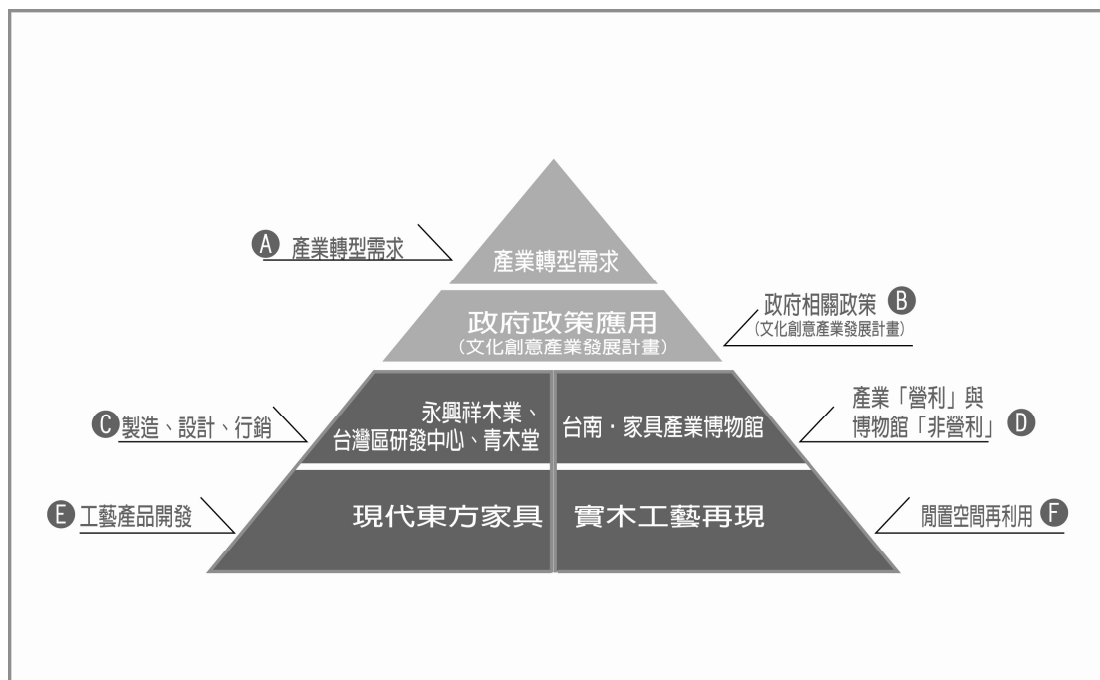 A 產業轉型需求
產業轉型需求
政府政策應用
(文化創意產業發展計畫)
政府相關政策 B
(文化創意產業發展計畫)
C 製造、設計、行銷
永興祥木業、
台灣區研發中心、青木堂
台南・家具產業博物館
產業「營利」與
博物館「非營利」 D
E 工藝產品開發
現代東方家具
實木工藝再現
閒置空間再利用 F